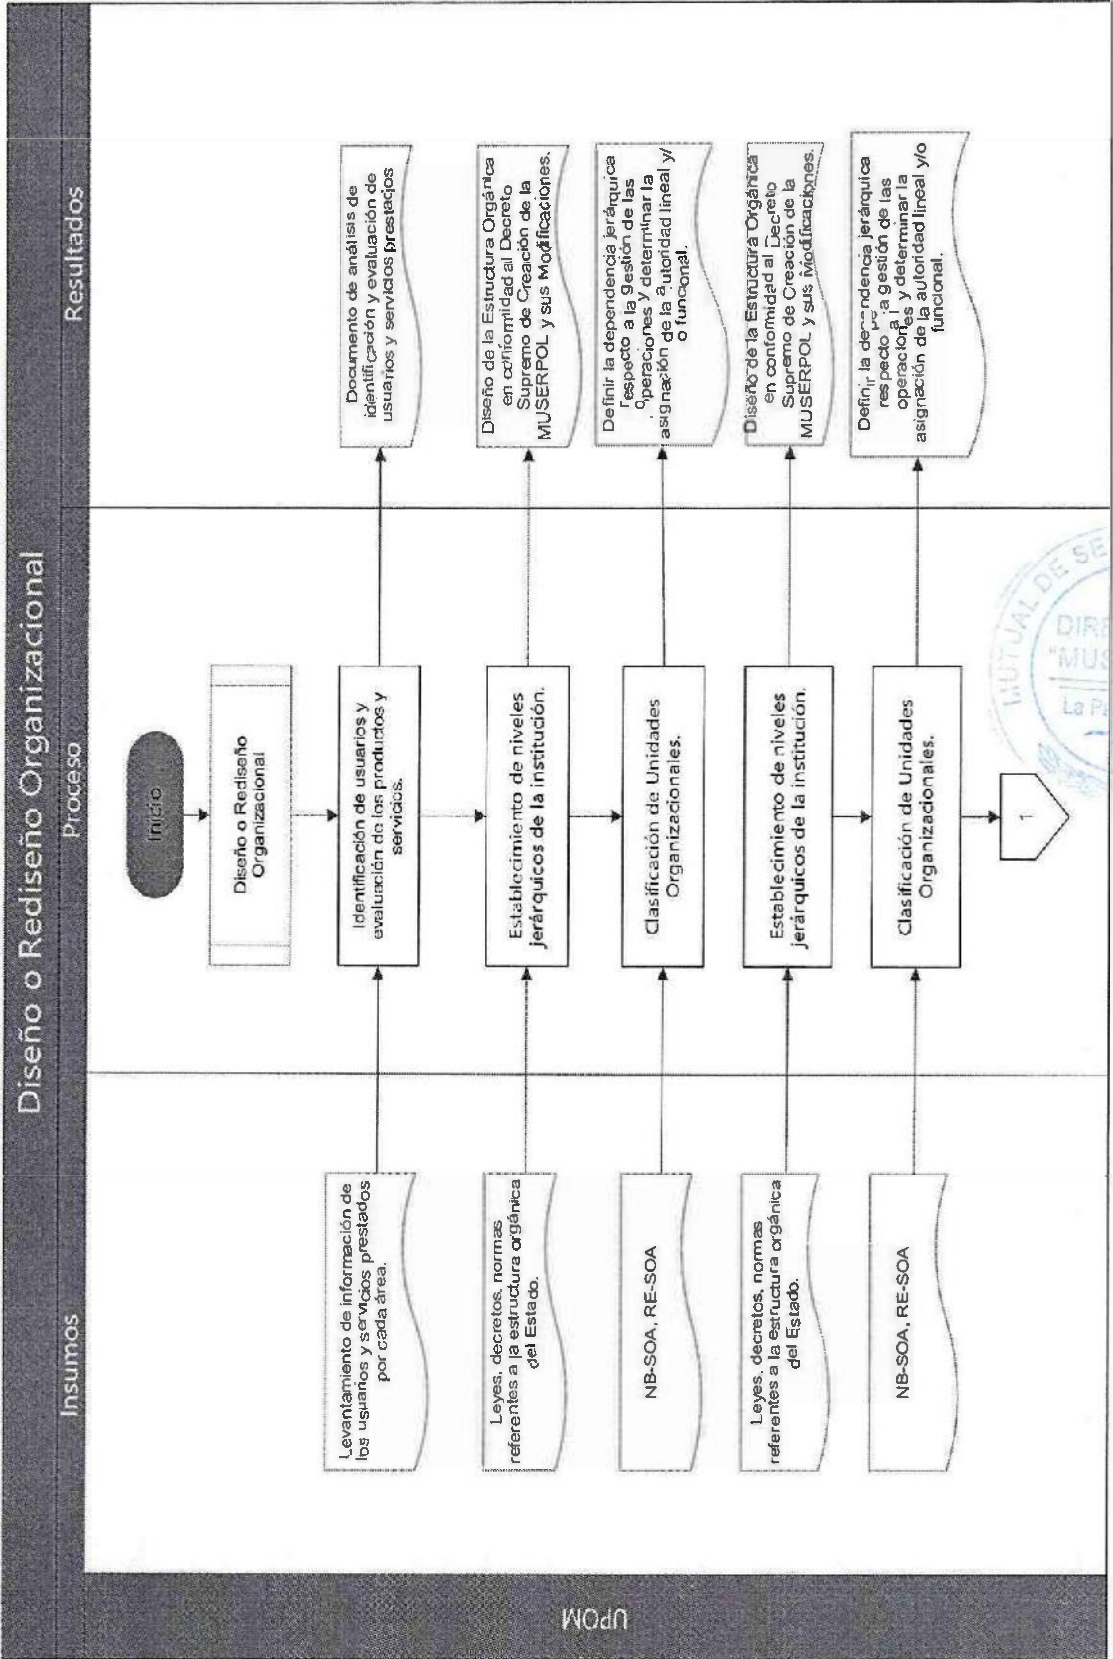 Diseño o Rediseño Organizacional
Insumos
Proceso
Resultados
UPOM
Inicio
Diseño o Rediseño
Organizacional
Levantamiento de información de
los usuarios y servicios prestados
por cada área.
Identificación de usuarios y
evaluación de los productos y
servicios.
Documento de análisis de
identificación y evaluación de
usuarios y servicios prestados
Leyes, decretos, normas
referentes a la estructura orgánica
del Estado.
Establecimiento de niveles
jerárquicos de la institución.
Diseño de la Estructura Orgánica
en conformidad al Decreto
Supremo de Creación de la
MUSERPOL y sus Modificaciones.
NB-SOA, RE-SOA
Clasificación de Unidades
Organizacionales.
Definir la dependencia jerárquica
respecto a la gestión de las
operaciones y determinar la
asignación de la autoridad lineal y/
o funcional.
Leyes, decretos, normas
referentes a la estructura orgánica
del Estado.
Establecimiento de niveles
jerárquicos de la institución.
Diseño de la Estructura Orgánica
en conformidad al Decreto
Supremo de Creación de la
MUSERPOL y sus Modificaciones.
NB-SOA, RE-SOA
Clasificación de Unidades
Organizacionales.
Definir la dependencia jerárquica
respecto a la gestión de las
operaciones y determinar la
asignación de la autoridad lineal y/o
funcional.
1
MUTUAL DE SE
DIRE
"MUS
La Pa